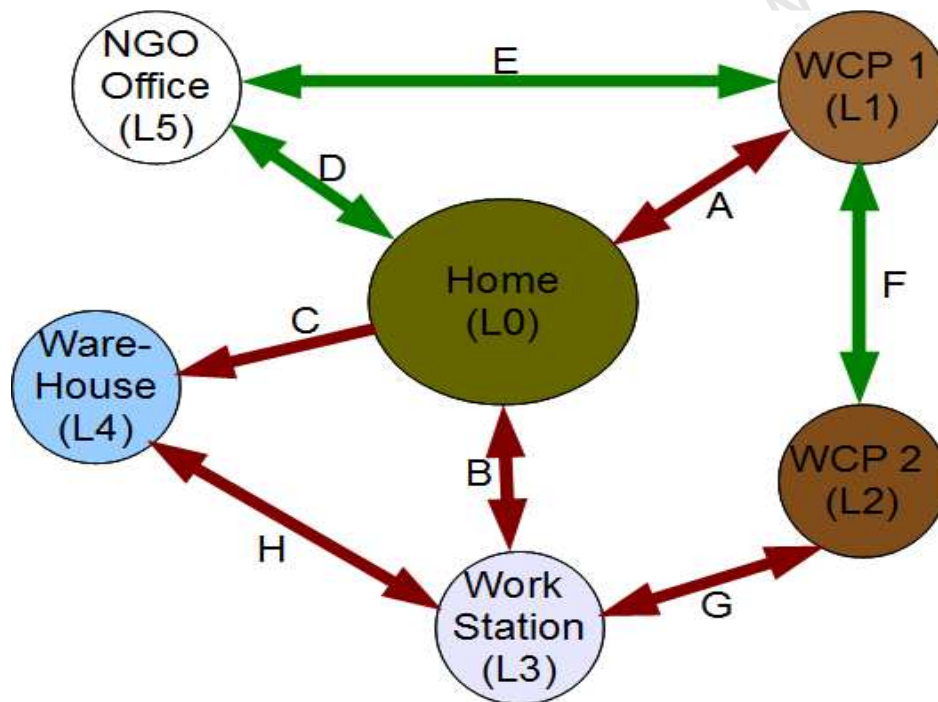 NGO
Office
(L5)
E
WCP 1
(L1)
D
A
Home
(L0)
F
C
Ware-
House
(L4)
B
WCP 2
(L2)
H
Work
Station
(L3)
G